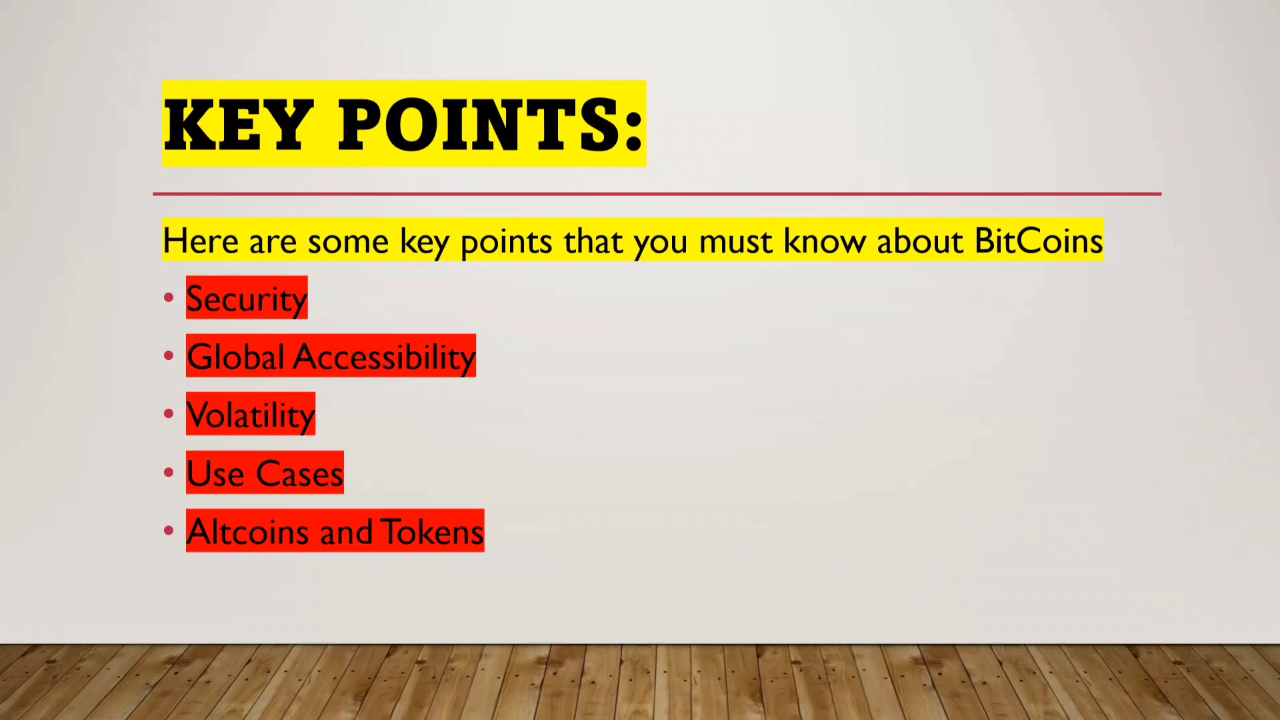 KEY POINTS:
Here are some key points that you must know about BitCoins
• Security
• Global Accessibility
• Volatility
• Use Cases
• Altcoins and Tokens